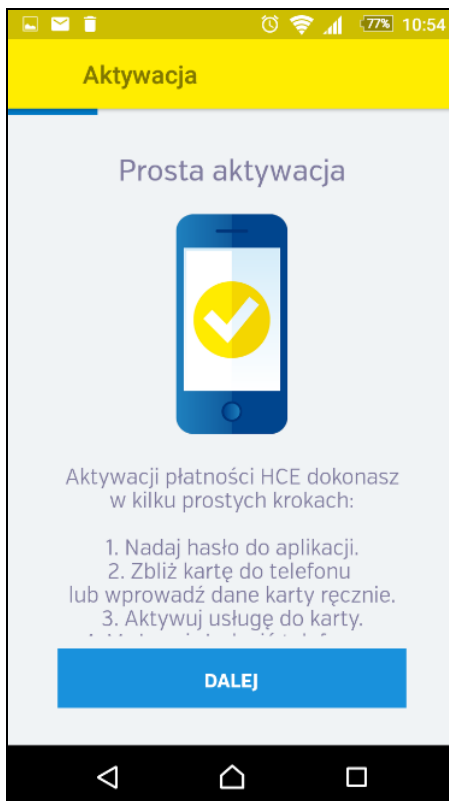 77% 10:54
Aktywacja
Prosta aktywacja
Aktywacji płatności HCE dokonasz
w kilku prostych krokach:
1. Nadaj hasło do aplikacji.
2. Zbliż kartę do telefonu
lub wprowadź dane karty ręcznie.
3. Aktywuj usługę do karty.
DALEJ